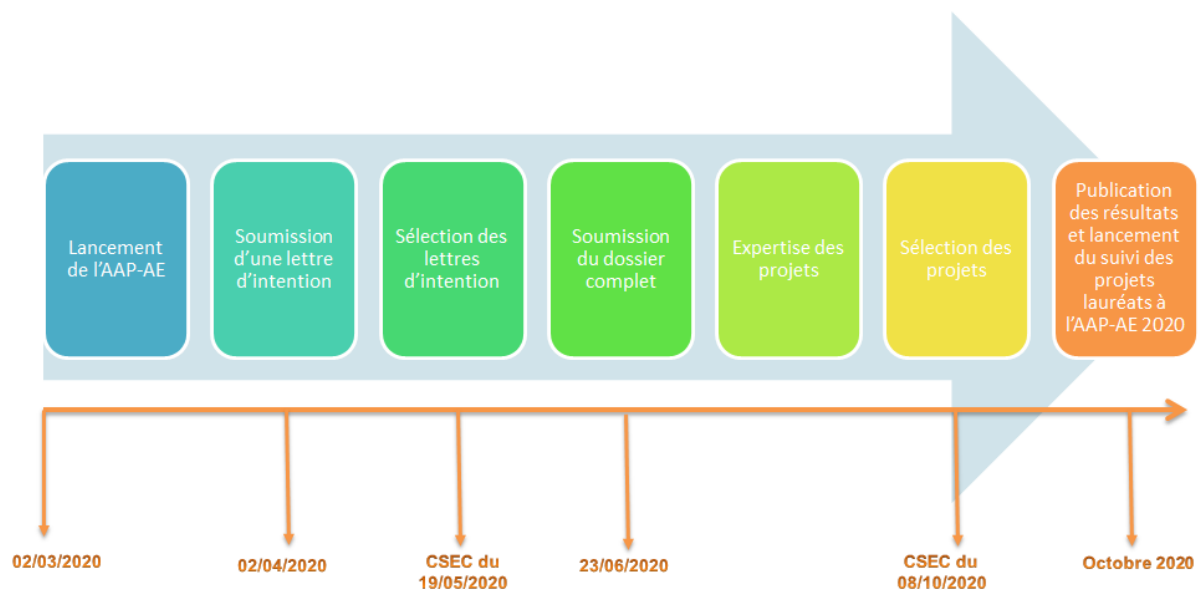 Lancement
de l'AAP-AE
Soumission
d'une lettre
d'intention
Sélection des
lettres
d'intention
Soumission
du dossier
complet
Expertise des
projets
Sélection des
projets
Publication
des résultats
et lancement
du suivi des
projets
lauréats à
l'AAP-AE 2020
02/03/2020
02/04/2020
CSEC du
19/05/2020
23/06/2020
CSEC du
08/10/2020
Octobre 2020